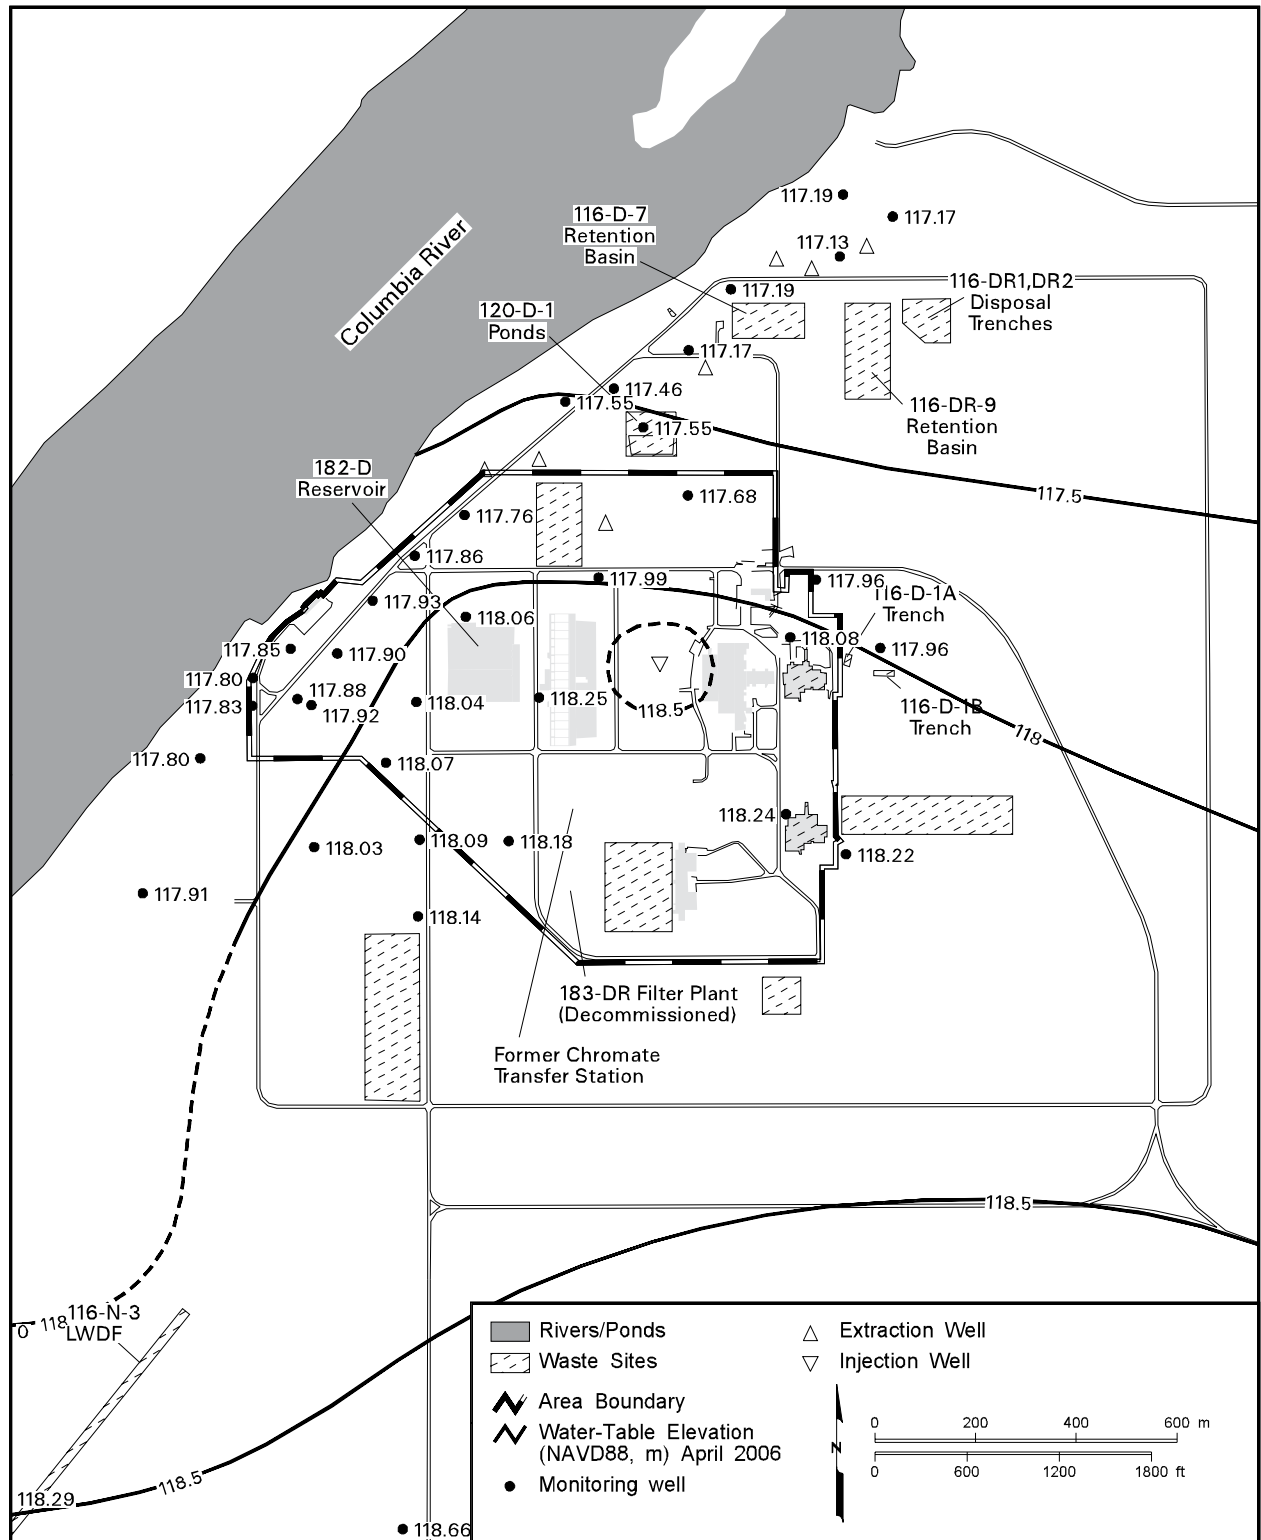 117.19
117.17
116-D-7
Retention
Basin
117.13
Columbia River
116-DR1,DR2
Disposal
Trenches
117.19
120-D-1
Ponds
117.17
117.46
117.55
117.55
116-DR-9
Retention
Basin
182-D
Reservoir
117.5
117.68
117.76
117.86
117.99
117.96
116-D-1A
Trench
117.93
118.06
118.08
117.85
117.90
117.96
117.80
117.88
117.83
117.92
118.04
118.25
118.5
116-D-1B
Trench
118
117.80
118.07
118.24
118.03
118.09
118.18
118.22
117.91
118.14
183-DR Filter Plant
(Decommissioned)
Former Chromate
Transfer Station
118.5
116-N-3
LWDF
118
0
Rivers/Ponds
Waste Sites
Area Boundary
Water-Table Elevation
(NAVD88, m) April 2006
Monitoring well
Extraction Well
Injection Well
N
0 200 400 600 m
0 600 1200 1800 ft
118.5
118.29
118.66